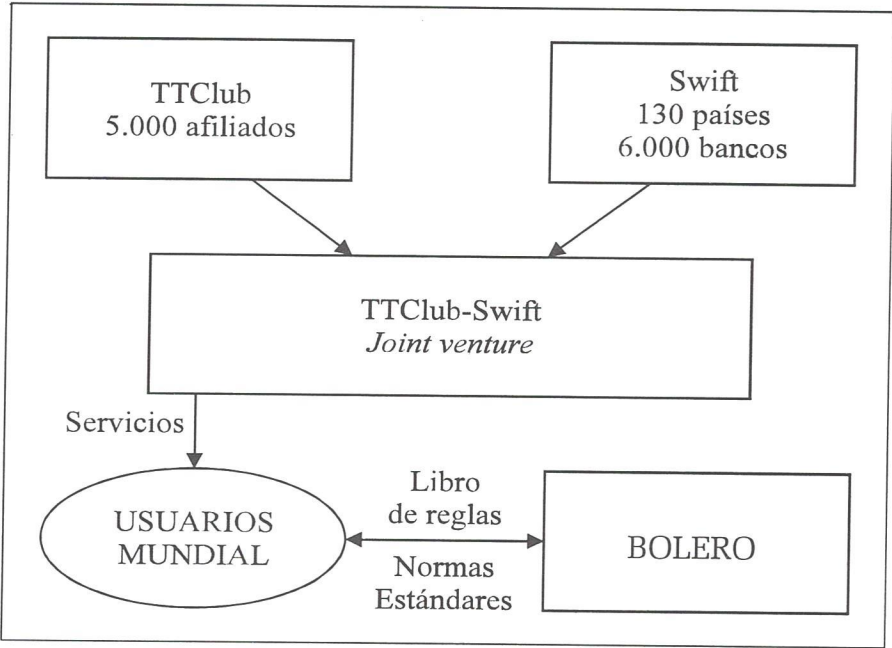 TTClub
5.000 afiliados
Swift
130 países
6.000 bancos
TTClub-Swift
Joint venture
Servicios
USUARIOS
MUNDIAL
Libro
de reglas
Normas
Estándares
BOLERO